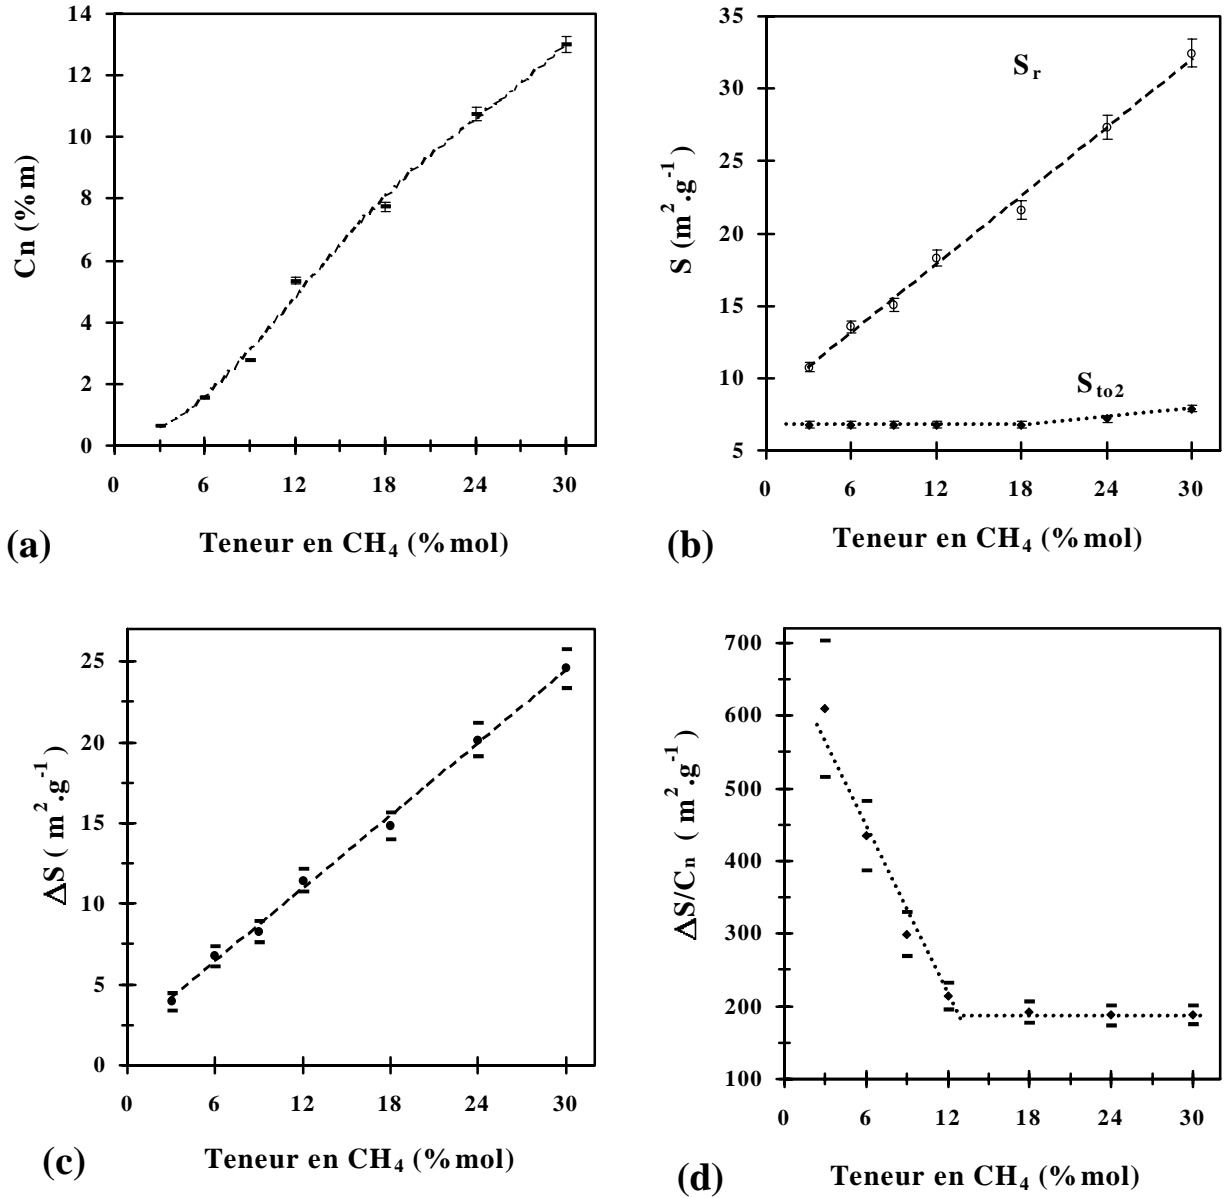 14
12
10
8
6
4
2
0
0 6 12 18 24 30
Cn (%m)
Teneur en CH4 (%mol)
(a)
35
30
25
20
15
10
5
0 6 12 18 24 30
S (m2.g-1)
Sr
Sto2
Teneur en CH4 (%mol)
(b)
25
20
15
10
5
0
0 6 12 18 24 30
ΔS ( m2.g-1)
Teneur en CH4 (%mol)
(c)
700
600
500
400
300
200
100
0 6 12 18 24 30
ΔS/Cn ( m2.g-1 )
Teneur en CH4 (%mol)
(d)